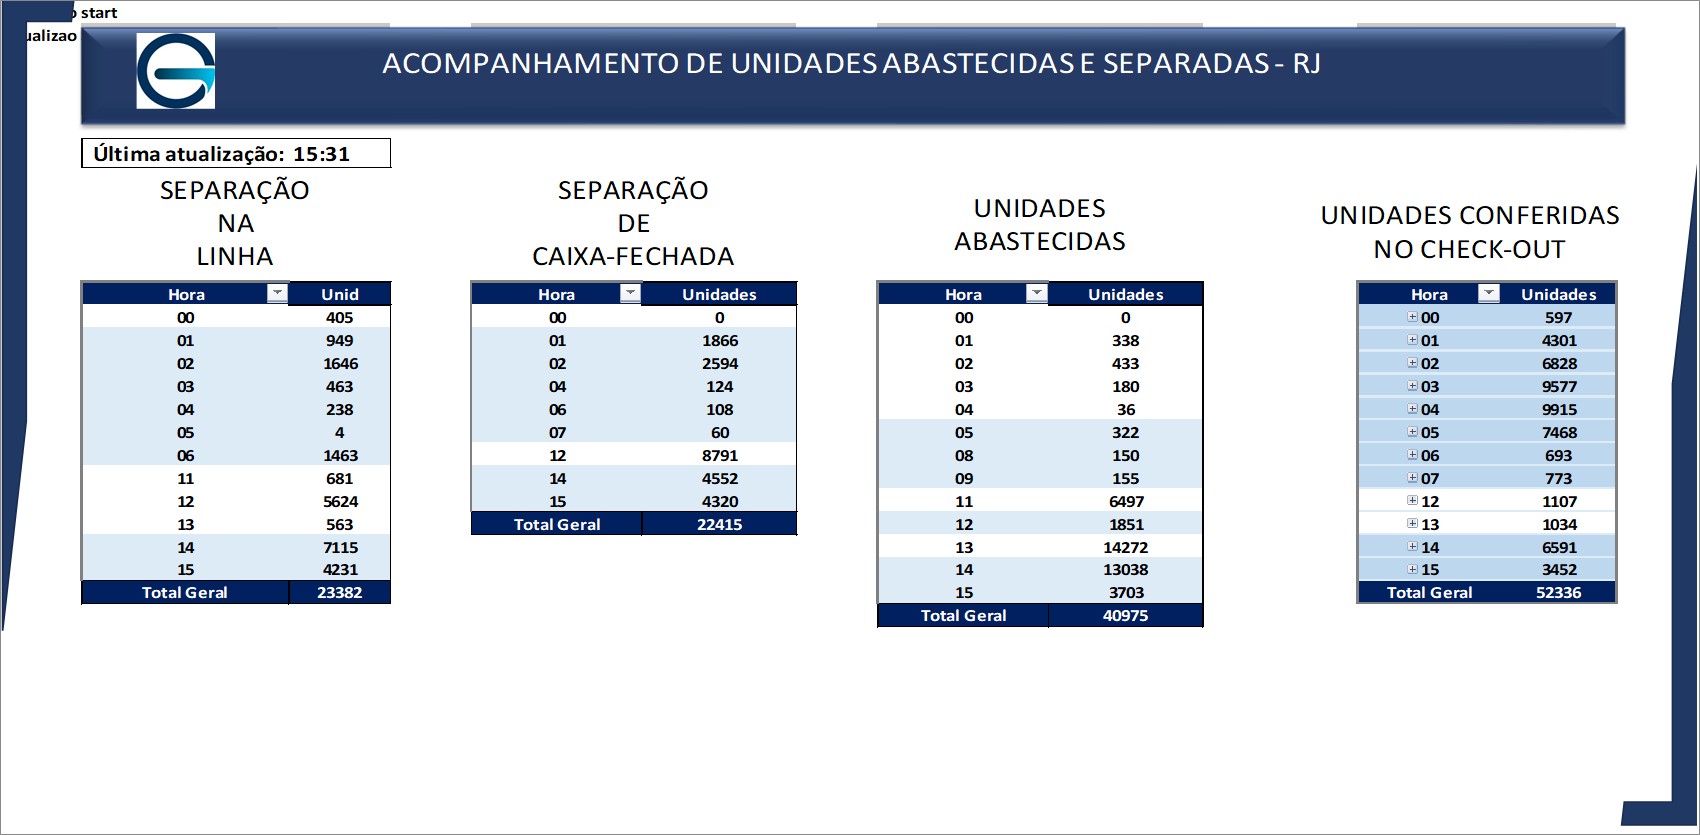 start
ualizao
ACOMPANHAMENTO DE UNIDADES ABASTECIDAS E SEPARADAS - RJ
Última atualização: 15:31
SEPARAÇÃO
NA
LINHA
Hora Unid
00 405
01 949
02 1646
03 463
04 238
05 4
06 1463
11 681
12 5624
13 563
14 7115
15 4231
Total Geral 23382
SEPARAÇÃO
DE
CAIXA-FECHADA
Hora Unidades
00 0
01 1866
02 2594
04 124
06 108
07 60
12 8791
14 4552
15 4320
Total Geral 22415
UNIDADES
ABASTECIDAS
Hora Unidades
00 0
01 338
02 433
03 180
04 36
05 322
08 150
09 155
11 6497
12 1851
13 14272
14 13038
15 3703
Total Geral 40975
UNIDADES CONFERIDAS
NO CHECK-OUT
Hora Unidades
00 597
01 4301
02 6828
03 9577
04 9915
05 7468
06 693
07 773
12 1107
13 1034
14 6591
15 3452
Total Geral 52336